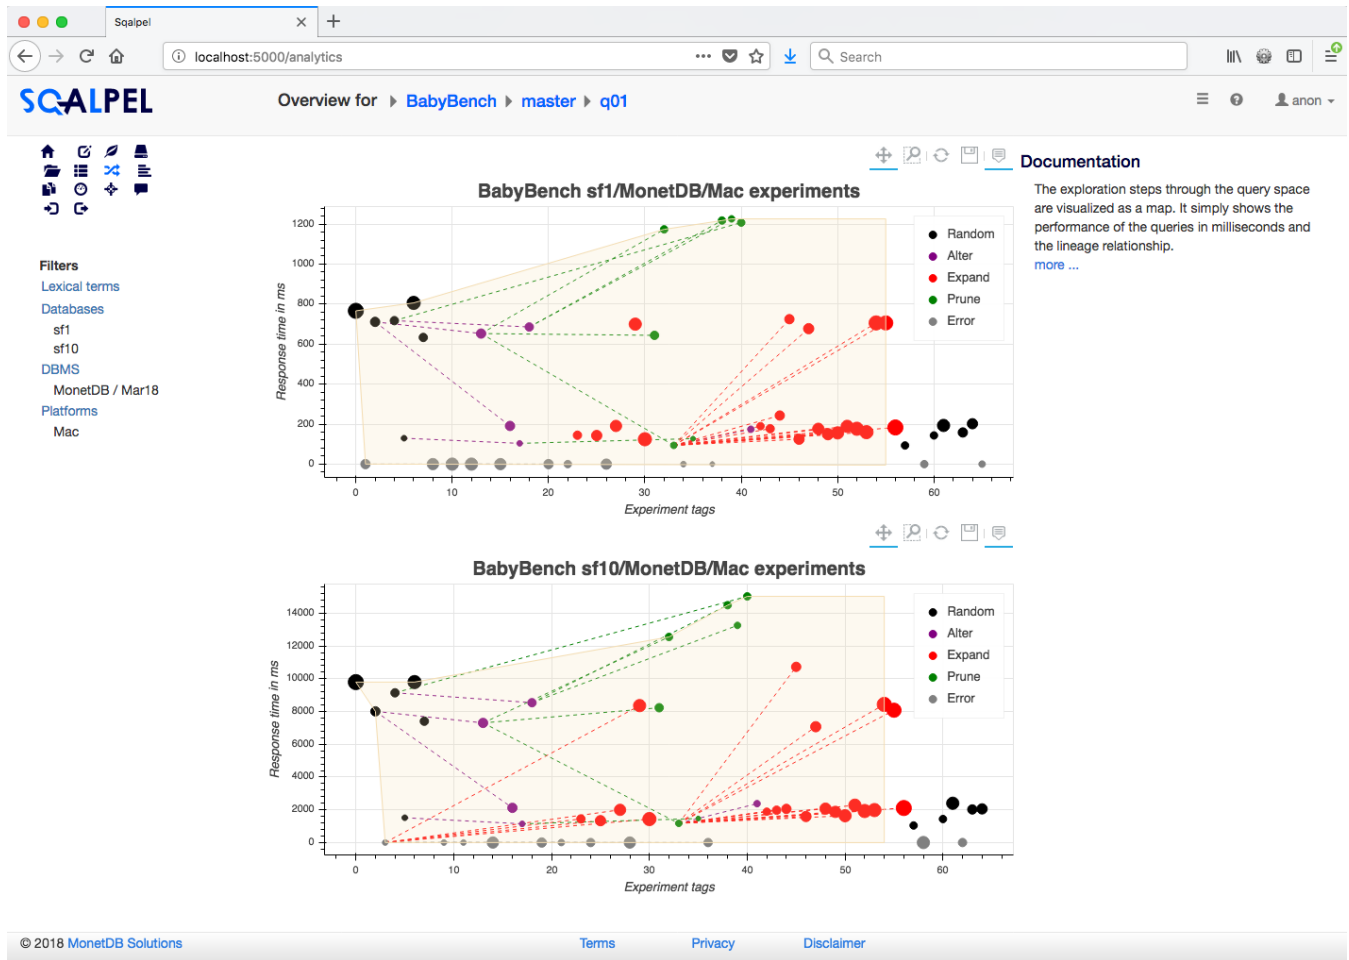 Sqalpel
localhost:5000/analytics
Search
SQALPEL
Overview for BabyBench master q01
anon
Filters
Lexical terms
Databases
sf1
sf10
DBMS
MonetDB / Mar18
Platforms
Mac
BabyBench sf1/MonetDB/Mac experiments
Response time in ms
1200
1000
800
600
400
200
0
0 10 20 30 40 50 60
Experiment tags
Random
Alter
Expand
Prune
Error
Documentation
The exploration steps through the query space
are visualized as a map. It simply shows the
performance of the queries in milliseconds and
the lineage relationship.
more ...
BabyBench sf10/MonetDB/Mac experiments
Response time in ms
14000
12000
10000
8000
6000
4000
2000
0
0 10 20 30 40 50 60
Experiment tags
Random
Alter
Expand
Prune
Error
© 2018 MonetDB Solutions
Terms Privacy Disclaimer